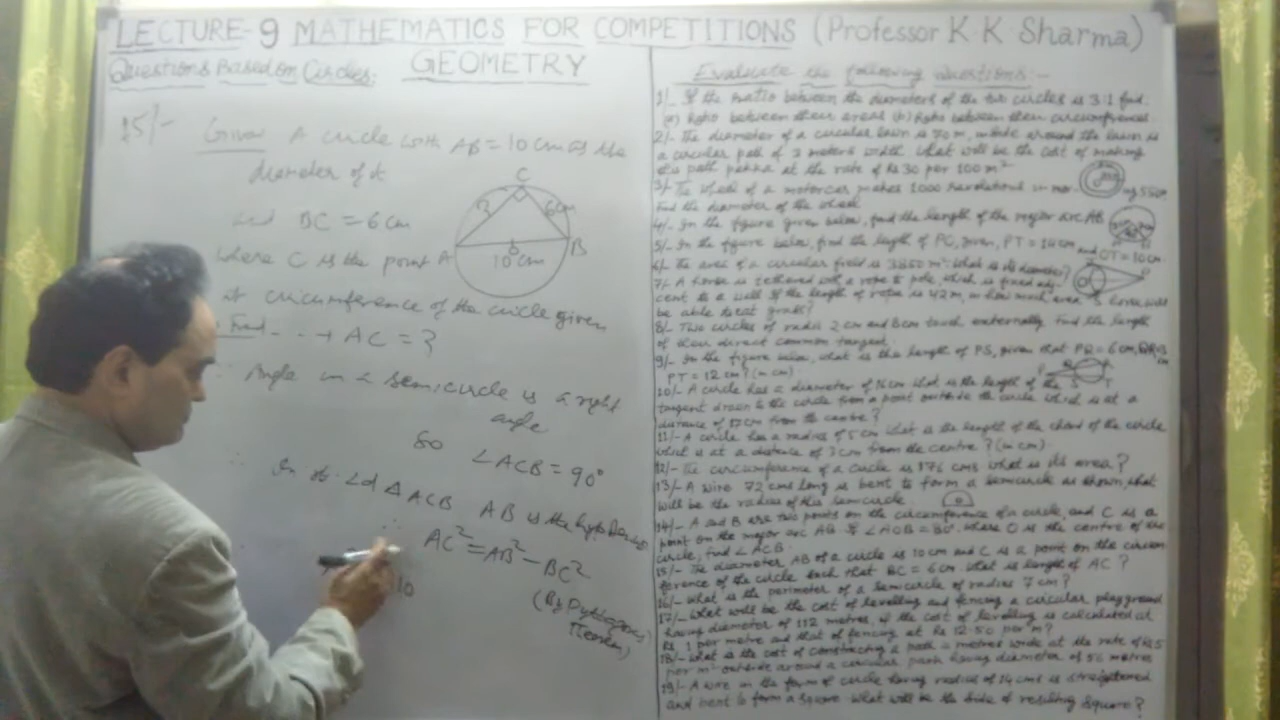 LECTURE-9 MATHEMATICS FOR COMPETITIONS (Professor K.K. Sharma)
Questions Based on Circles: GEOMETRY
15/- Given A circle with AB = 10 cm as the
diameter of it
and BC = 6 cm
where C is the point
circumference of the circle given
Find AC = ?
Angle in a semicircle is a right
angle
So ∠ACB = 90°
In rt. ∠d △ ACB AB is the
∴ AC² = AB² - BC²
(By Pythagoras
Theorem)
10
C
? 6cm
A O B
10 cm
Evaluate the following Questions:-
1/- If the ratio between the diameters of the two circles is 3:1 find
(a) Ratio between their areas (b) Ratio between their circumferences
2/- The diameter of a circular lawn is 70 m, inside around the lawn is
a circular path of 3 meters width. What will be the cost of making
this path pakka at the rate of Rs 30 per 100 m²
3/- The wheel of a motorcar makes 1000 revolutions in
Find the diameter of the wheel
4/- In the figure given below, find the length of the major arc AB
5/- In the figure below, find the length of PC, given, PT = and OT = 10 cm.
6/- The area of a circular field is 3850 m². What is its diameter?
7/- A horse is tethered with a rope to pole, which is fixed adj-
cent to a wall. If the length of rope is 42 m, in how much area horse will
be able to eat grass?
8/- Two circles of radii 2 cm and 8 cm touch externally. Find the length
of their direct common tangent.
9/- In the figure below, what is the length of PS, given that PQ = 6 cm,
PT = 12 cm? (in cm)
10/- A circle has a diameter of 16 cm what is the length of the
tangent drawn to the circle from a point outside the circle which is at a
distance of 17 cm from the centre?
11/- A circle has a radius of 5 cm what is the length of the chord of the circle
which is at a distance of 3 cm from the centre? (in cm)
12/- The circumference of a circle is 176 cms what is its area?
13/- A wire 72 cms long is bent to form a semicircle as shown, what
will be the radius of this semicircle.
14/- A and B are two points on the circumference of a circle, and C is a
point on the major arc AB if ∠AOB = 80° where O is the centre of the
circle, find ∠ACB
15/- The diameter AB of a circle is 10 cm and C is a point on the circum
ference of the circle such that BC = 6 cm. What is length of AC?
16/- What is the perimeter of a semicircle of radius 7 cm?
17/- What will be the cost of levelling and fencing a circular playground
having diameter of 112 metres, if the cost of levelling is calculated at
Rs 1 per metre and that of fencing at Rs 12.50 per m?
18/- What is the cost of constructing a path metres wide at the rate of Rs 5
per m² outside around a circular park having diameter of 56 metres
19/- A wire in the form of circle having radius of 14 cms is straightened
and bent to form a square what will be the side of resulting square?